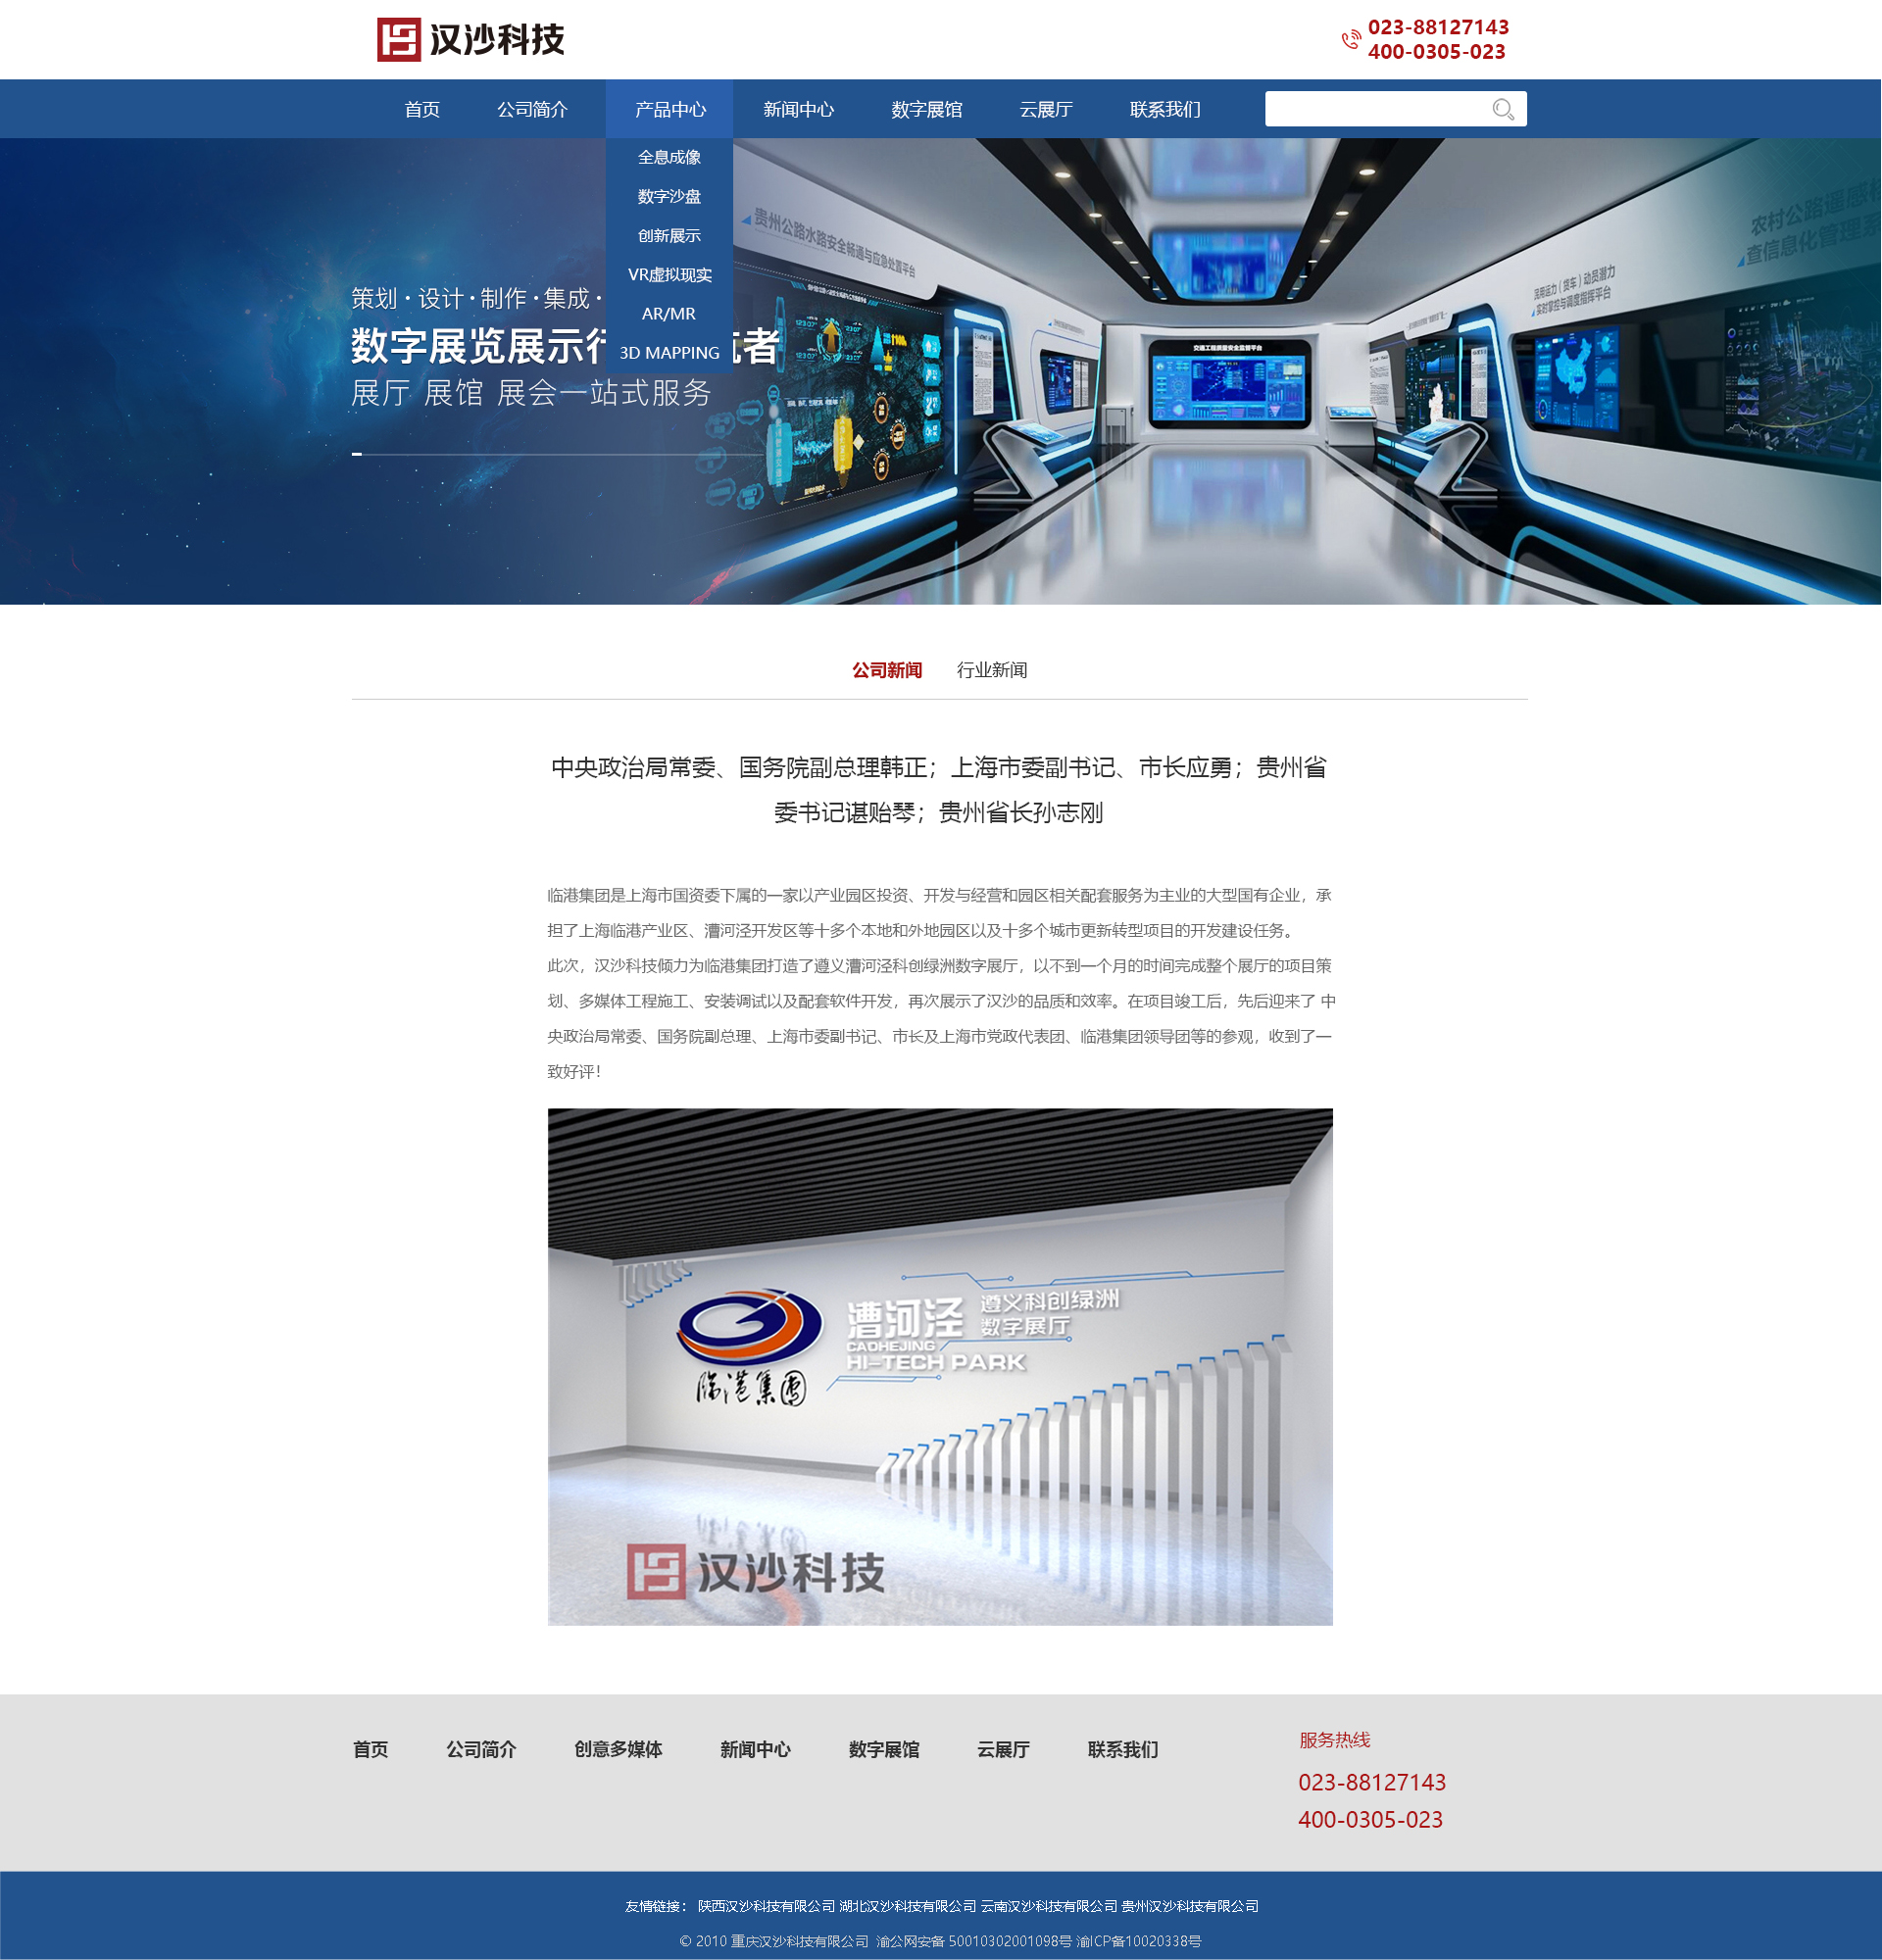 汉沙科技
023-88127143
400-0305-023
首页 公司简介 产品中心 新闻中心 数字展馆 云展厅 联系我们
全息成像
数字沙盘
创新展示
VR虚拟现实
AR/MR
3D MAPPING
策划·设计·制作·集成·
数字展览展示行
者
展厅 展馆 展会一站式服务
贵州公路水路安全畅通与应急处置平台
交通工程质量安全监督平台
实时掌控与调度指挥平台
农村公路遥感
查信息化管理系
公司新闻 行业新闻
中央政治局常委、国务院副总理韩正；上海市委副书记、市长应勇；贵州省
委书记谌贻琴；贵州省长孙志刚
临港集团是上海市国资委下属的一家以产业园区投资、开发与经营和园区相关配套服务为主业的大型国有企业，承
担了上海临港产业区、漕河泾开发区等十多个本地和外地园区以及十多个城市更新转型项目的开发建设任务。
此次，汉沙科技倾力为临港集团打造了遵义漕河泾科创绿洲数字展厅，以不到一个月的时间完成整个展厅的项目策
划、多媒体工程施工、安装调试以及配套软件开发，再次展示了汉沙的品质和效率。在项目竣工后，先后迎来了 中
央政治局常委、国务院副总理、上海市委副书记、市长及上海市党政代表团、临港集团领导团等的参观，收到了一
致好评！
漕河泾 遵义科创绿洲
数字展厅
CAOHEJING
HI-TECH PARK
临港集团
汉沙科技
首页 公司简介 创意多媒体 新闻中心 数字展馆 云展厅 联系我们
服务热线
023-88127143
400-0305-023
友情链接： 陕西汉沙科技有限公司 湖北汉沙科技有限公司 云南汉沙科技有限公司 贵州汉沙科技有限公司
© 2010 重庆汉沙科技有限公司 渝公网安备 50010302001098号 渝ICP备10020338号